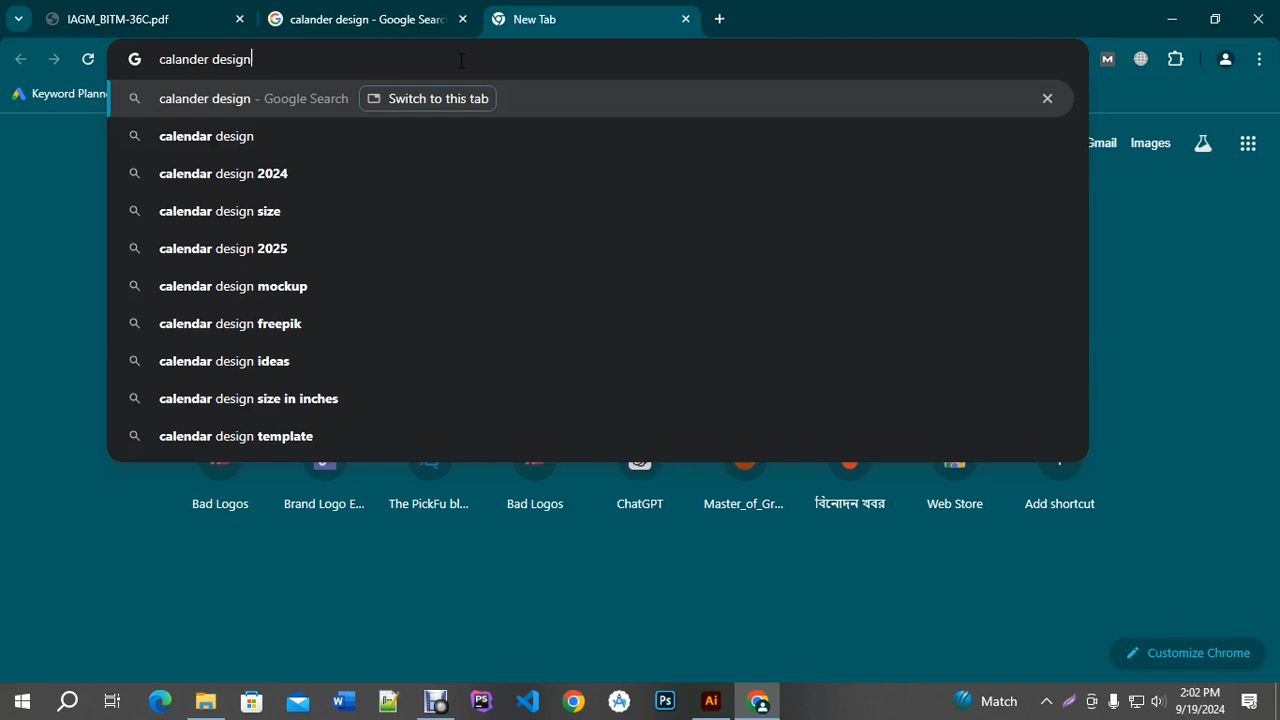 IAGM_BITM-36C.pdf
calander design - Google Searc
New Tab
calander design
Keyword Planne
calander design - Google Search Switch to this tab
calendar design
Gmail Images
calendar design 2024
calendar design size
calendar design 2025
calendar design mockup
calendar design freepik
calendar design ideas
calendar design size in inches
calendar design template
Bad Logos
Brand Logo E...
The PickFu bl...
Bad Logos
ChatGPT
Master_of_Gr...
বিনোদন খবর
Web Store
Add shortcut
Customize Chrome
Match
2:02 PM
9/19/2024